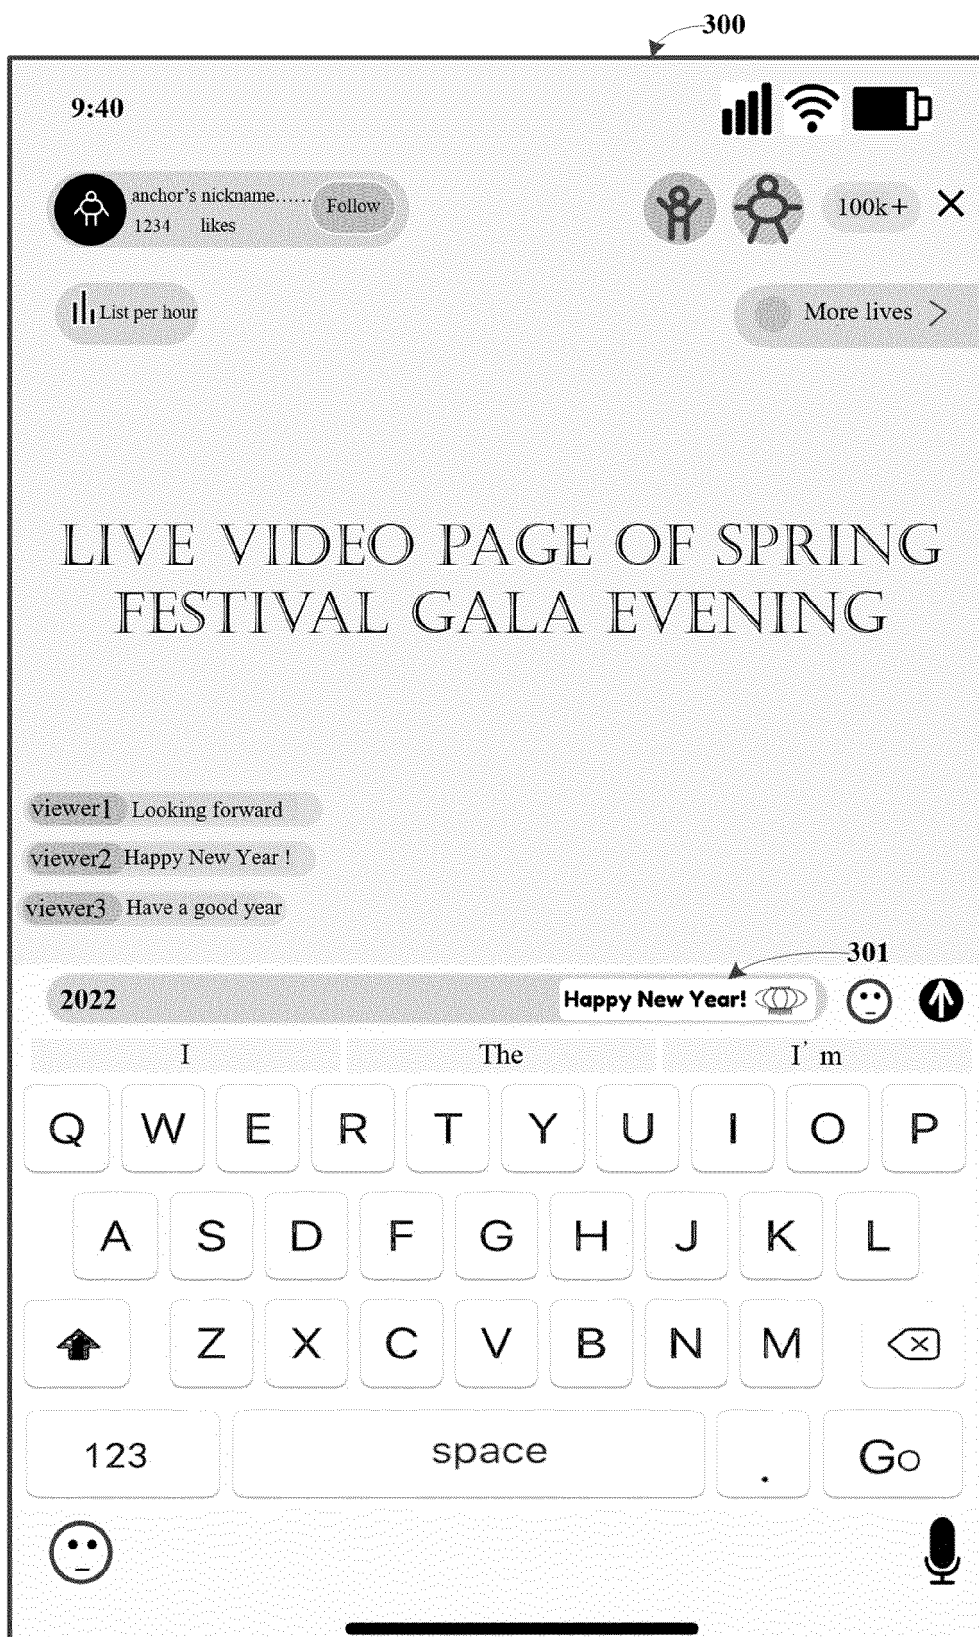 300
9:40
anchor's nickname......
1234 likes
Follow
100k+
List per hour
More lives
LIVE VIDEO PAGE OF SPRING
FESTIVAL GALA EVENING
viewer1 Looking forward
viewer2 Happy New Year !
viewer3 Have a good year
301
2022 Happy New Year!
I The I' m
Q W E R T Y U I O P
A S D F G H J K L
Z X C V B N M
123 space . Go